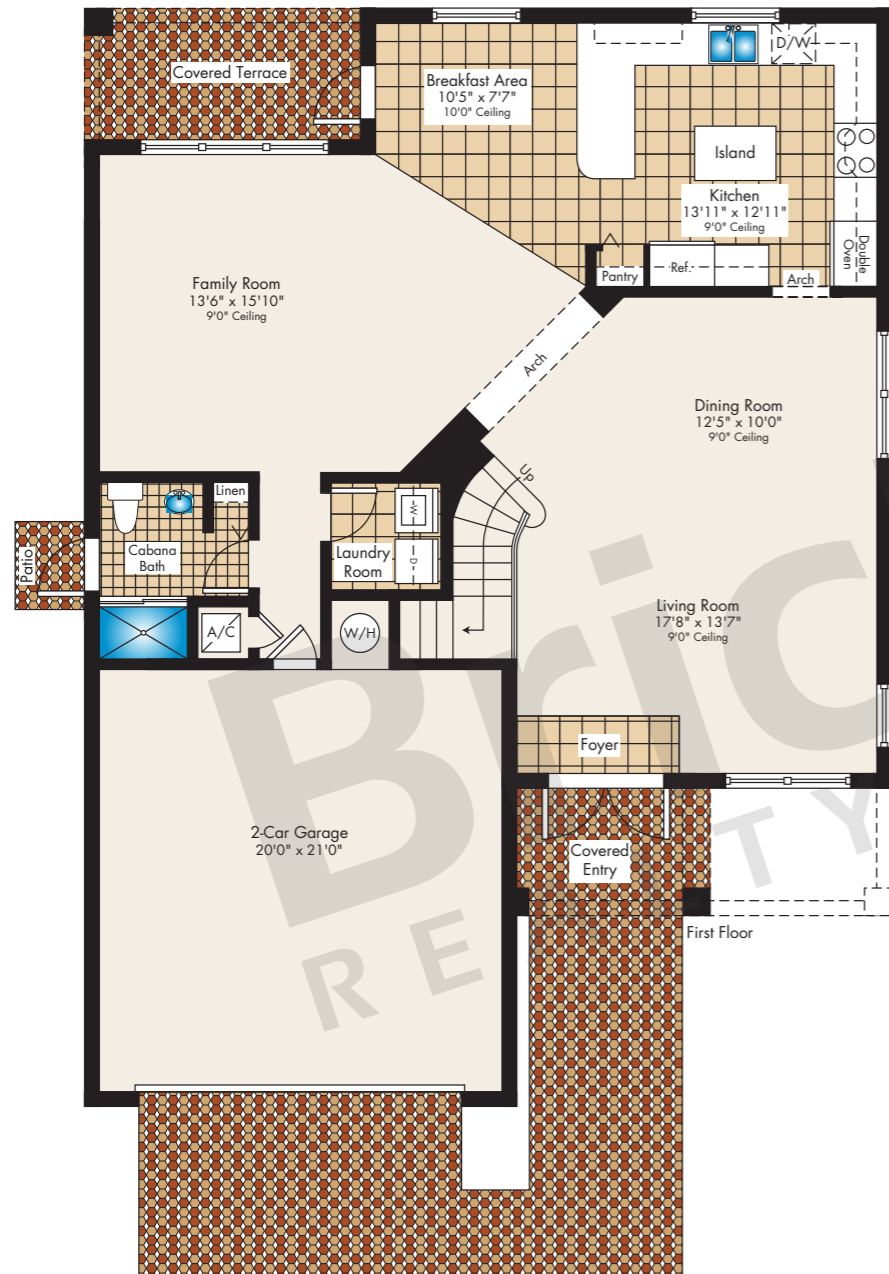 Covered Terrace
Breakfast Area
10'5" x 7'7"
10'0" Ceiling
D/W
Island
Kitchen
13'11" x 12'11"
9'0" Ceiling
Double
Oven
Pantry
Ref.
Arch
Family Room
13'6" x 15'10"
9'0" Ceiling
Arch
Dining Room
12'5" x 10'0"
9'0" Ceiling
Up
Linen
W
Cabana
Bath
Patio
Laundry
Room
D
A/C
W/H
Living Room
17'8" x 13'7"
9'0" Ceiling
Foyer
2-Car Garage
20'0" x 21'0"
Covered
Entry
First Floor
Bric
REALTY